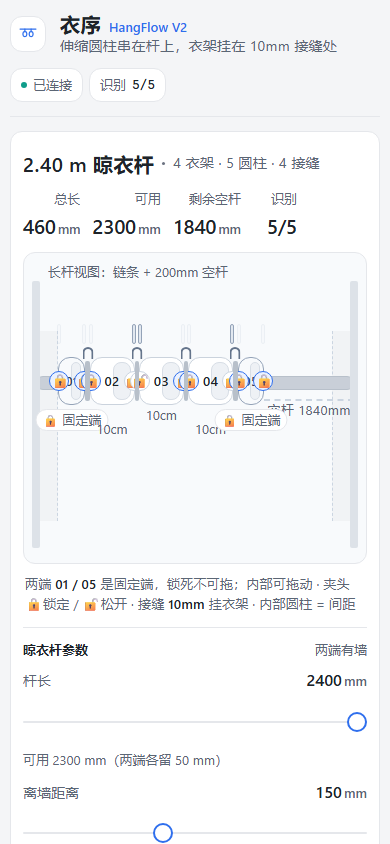 衣序 HangFlow V2
伸缩圆柱串在杆上，衣架挂在 10mm 接缝处
已连接
识别 5/5
2.40 m 晾衣杆 · 4 衣架 · 5 圆柱 · 4 接缝
总长 可用 剩余空杆 识别
460mm 2300mm 1840mm 5/5
长杆视图：链条 + 200mm 空杆
02 03 04
空杆 1840mm
固定端 10cm 10cm 10cm 固定端
两端 01 / 05 是固定端，锁死不可拖；内部可拖动 · 夹头
🔒 锁定 / 🔓 松开 · 接缝 10mm 挂衣架 · 内部圆柱 = 间距
晾衣杆参数 两端有墙
杆长 2400mm
可用 2300 mm（两端各留 50 mm）
离墙距离 150mm